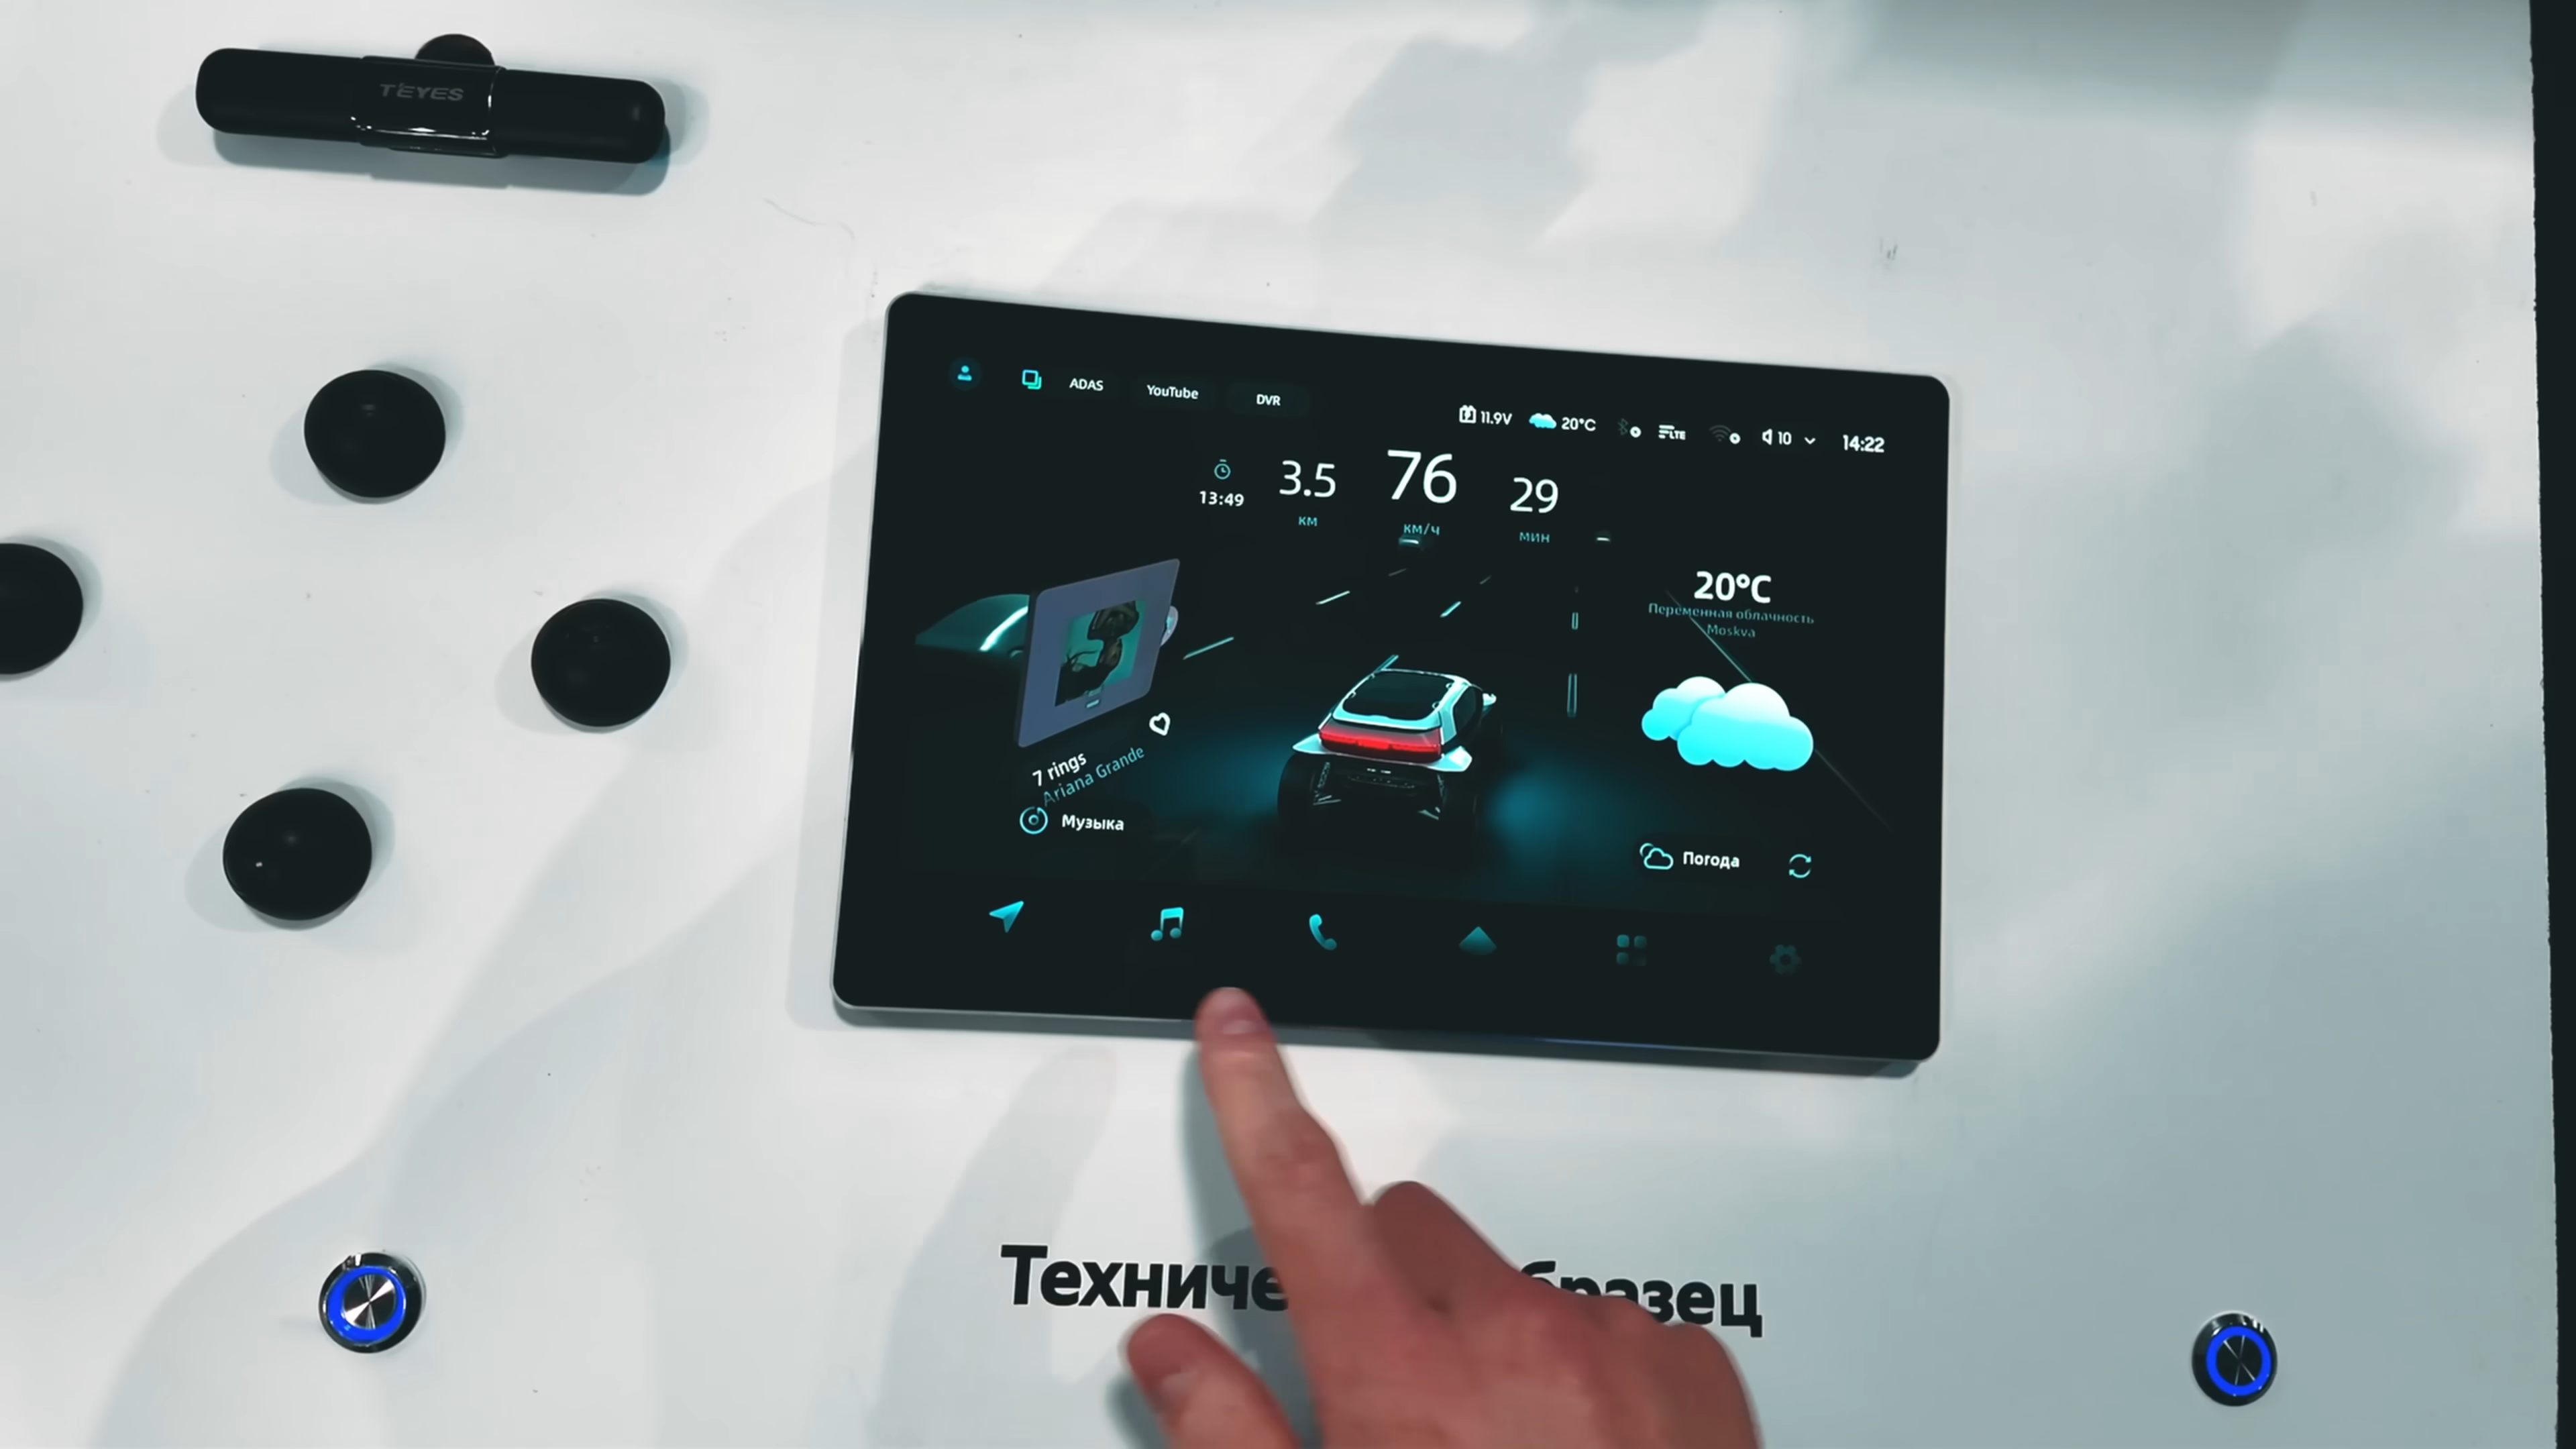 TEYES
ADAS
YouTube
DVR
11.9V
20°C
LTE
10
14:22
13:49
3.5
км
76
км/ч
29
мин
20°C
Переменная облачность
Moskva
7 rings
Ariana Grande
Музыка
Погода
Техниче бразец